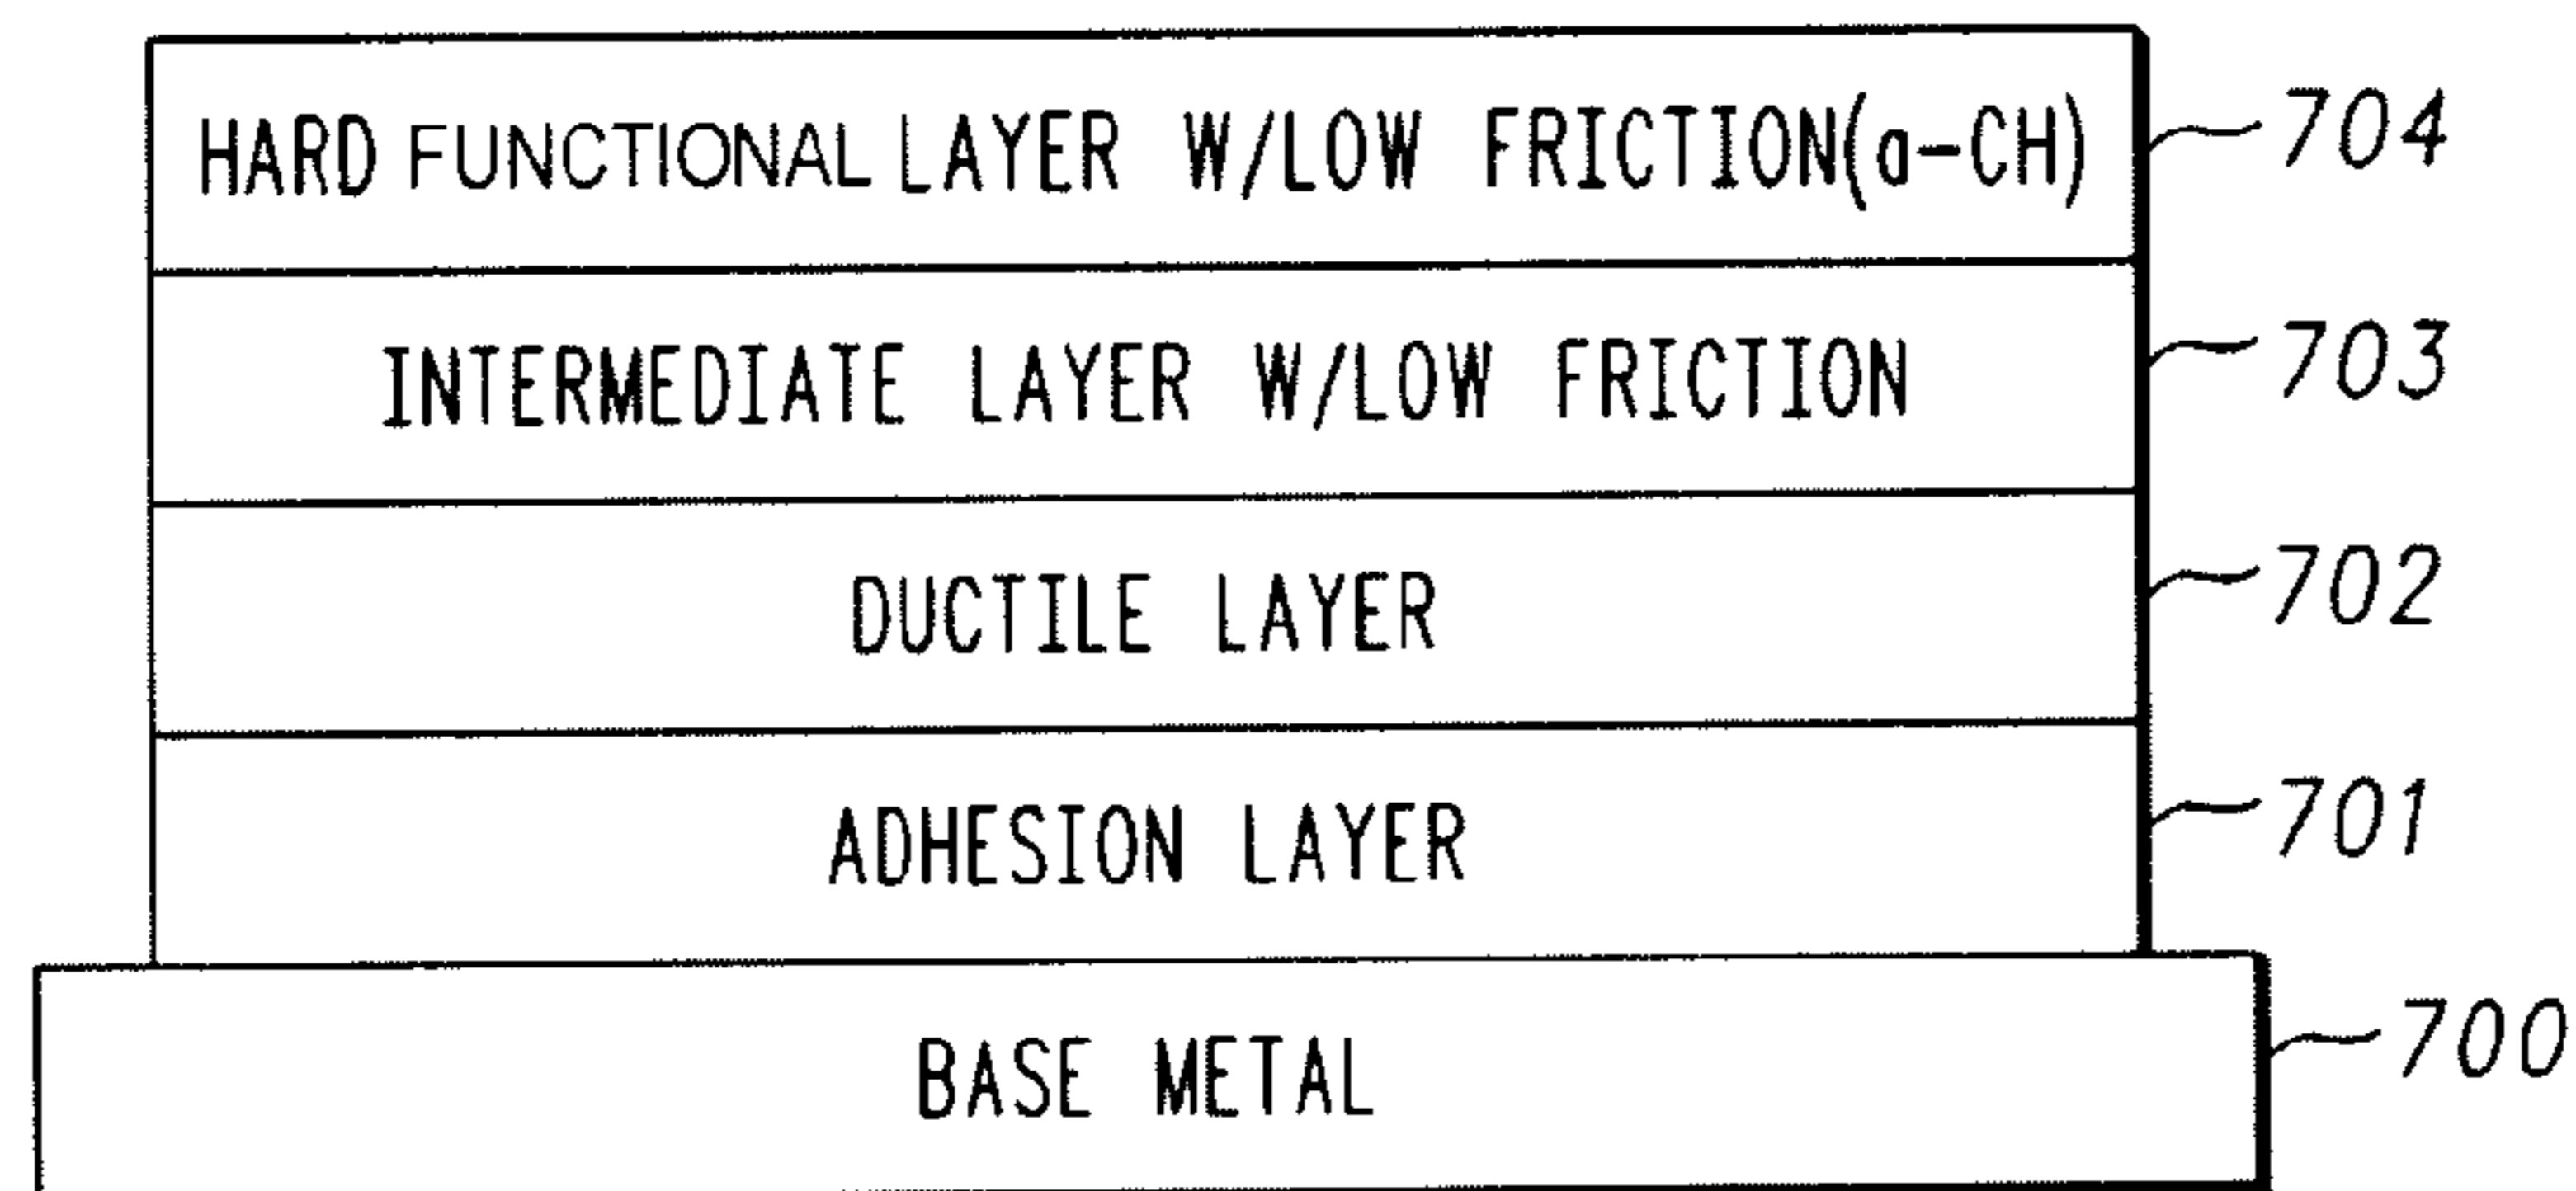 HARD FUNCTIONAL LAYER W/LOW FRICTION(a-CH) 704
INTERMEDIATE LAYER W/LOW FRICTION 703
DUCTILE LAYER 702
ADHESION LAYER 701
BASE METAL 700